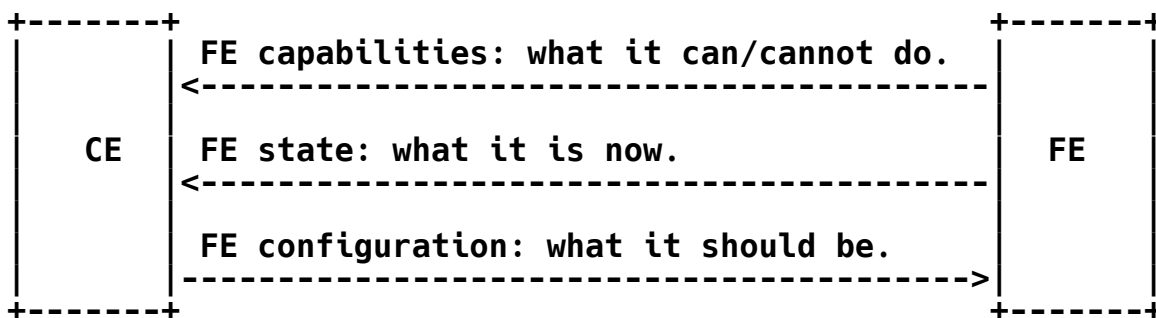 FE capabilities: what it can/cannot do.
CE FE state: what it is now. FE
FE configuration: what it should be.